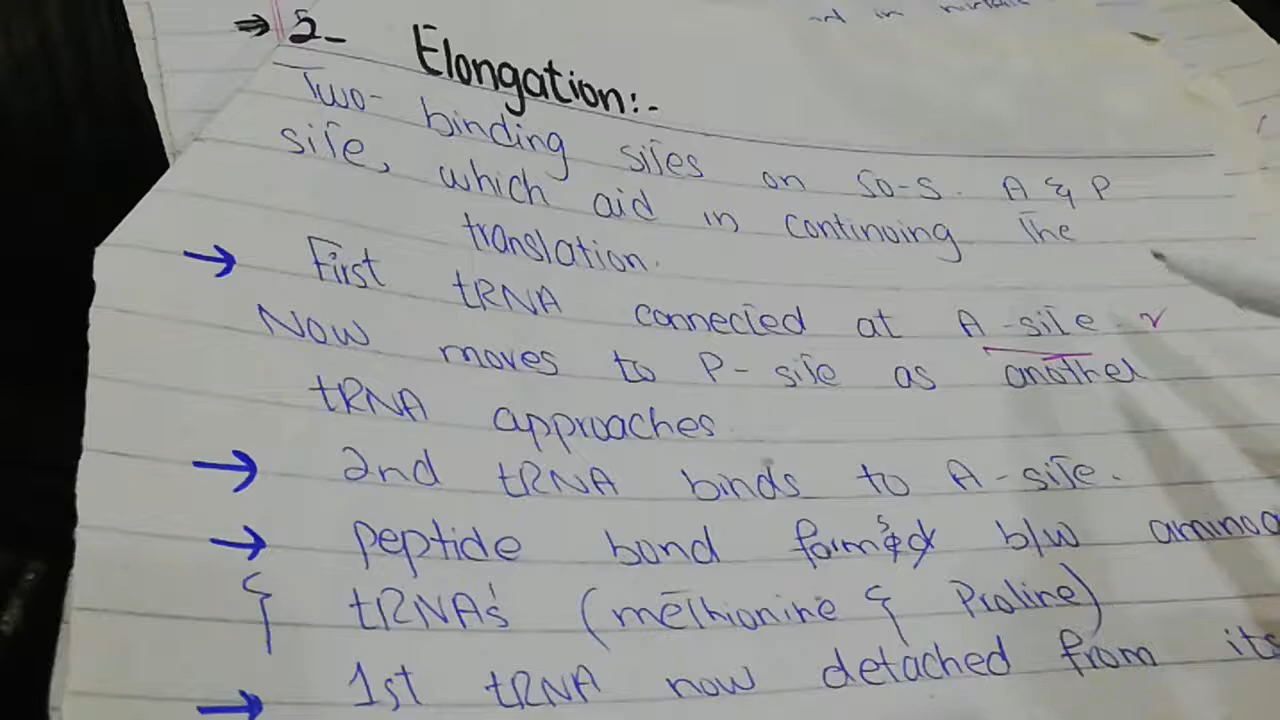 ⇒ 2- Elongation:-
Two- binding sites on 50-S. A & P
site, which aid in continuing the
translation.
→ First tRNA connected at A-site
Now moves to P-site as another
tRNA approaches
→ 2nd tRNA binds to A-site.
→ peptide bond forms b/w amino
& tRNA's (methionine & Proline)
→ 1st tRNA now detached from its